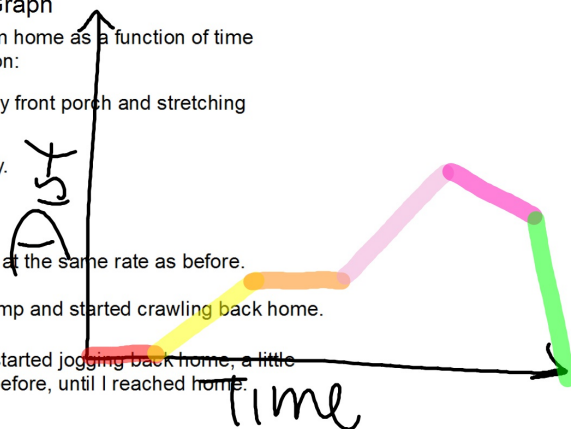 Graph
home as a function of time
on:
y front porch and stretching
y.
at the same rate as before.
mp and started crawling back home.
started jogging back home, a little
efore, until I reached home.
Dist
Time